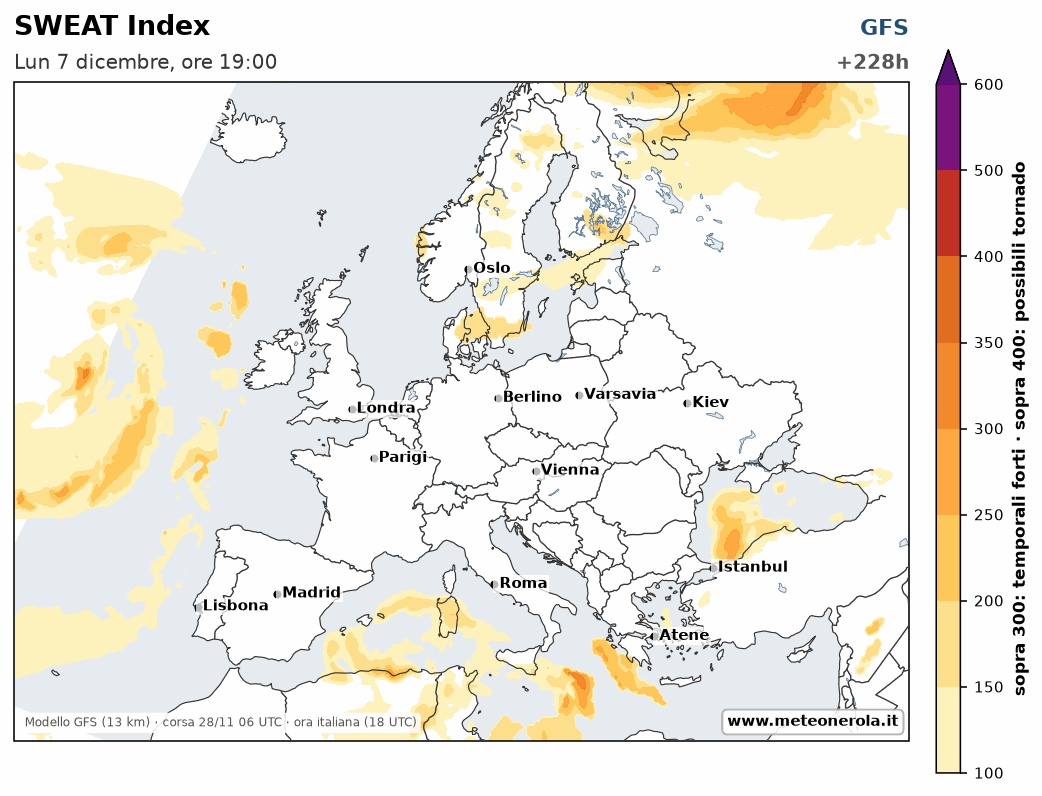 SWEAT Index
GFS
Lun 7 dicembre, ore 19:00
+228h
600
500
400
350
300
250
200
150
100
sopra 300: temporali forti · sopra 400: possibili tornado
Oslo
Berlino
Varsavia
Kiev
Londra
Parigi
Vienna
Istanbul
Roma
Madrid
Lisbona
Atene
Modello GFS (13 km) · corsa 28/11 06 UTC · ora italiana (18 UTC)
www.meteonerola.it